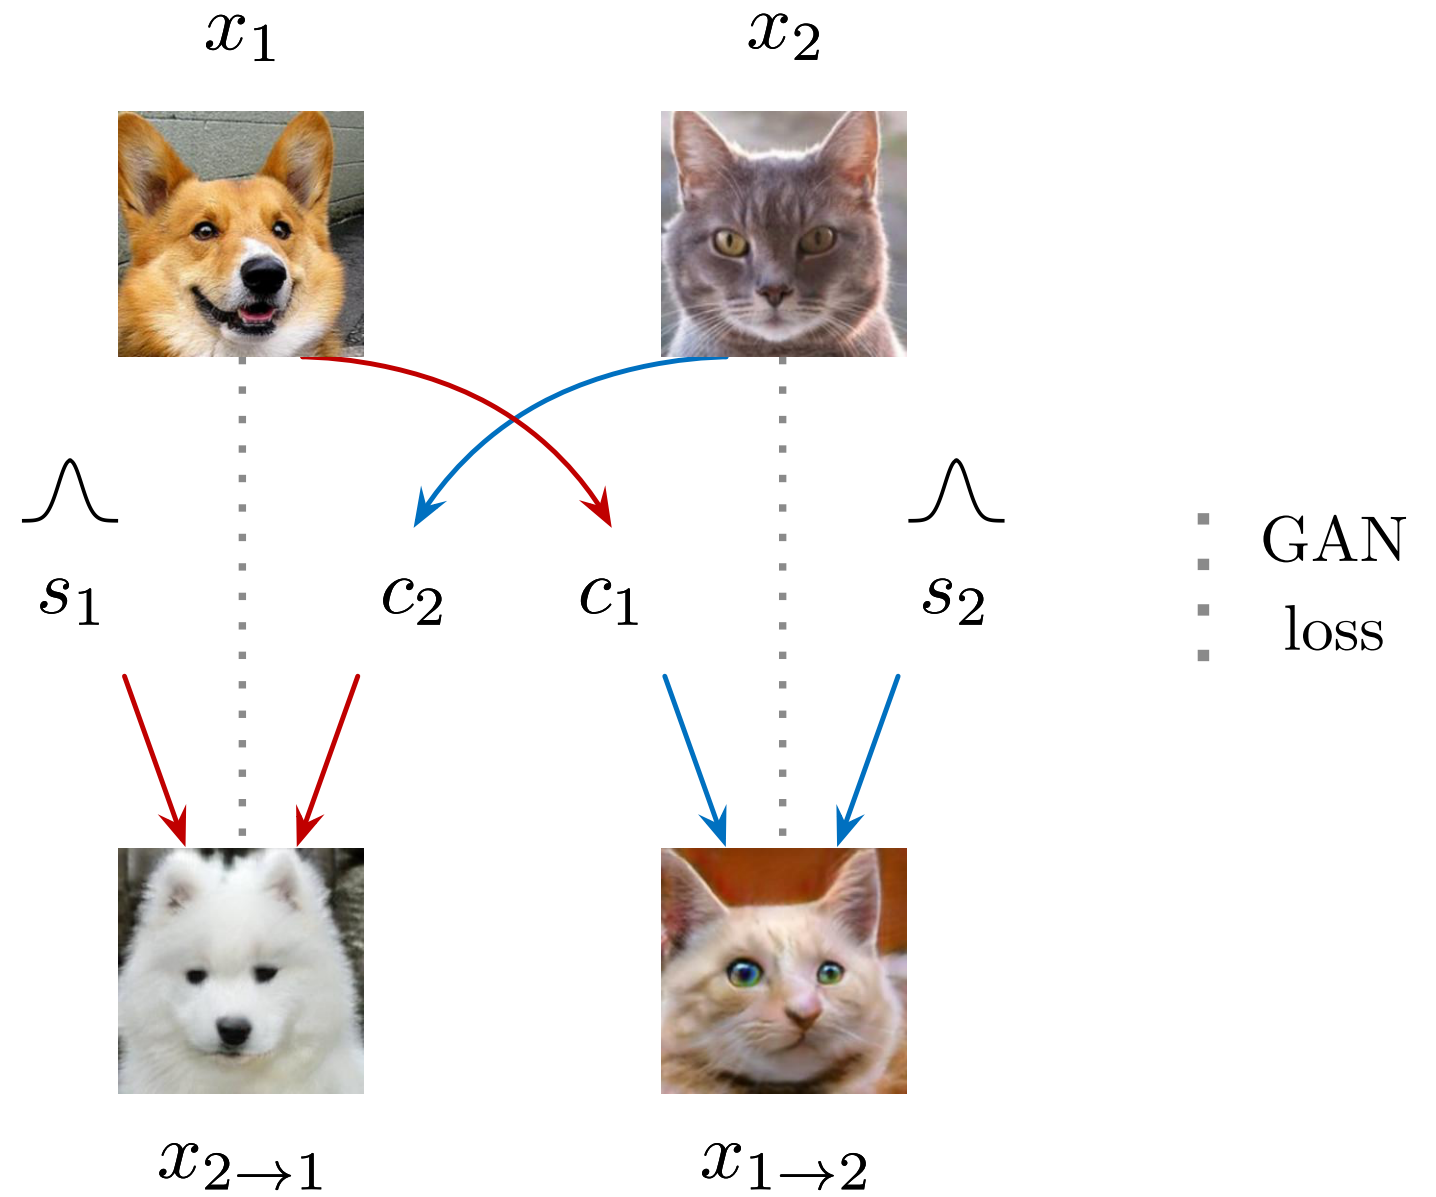 x₁ x₂
s₁ c₂ c₁ s₂
GAN
loss
x₂→₁ x₁→₂